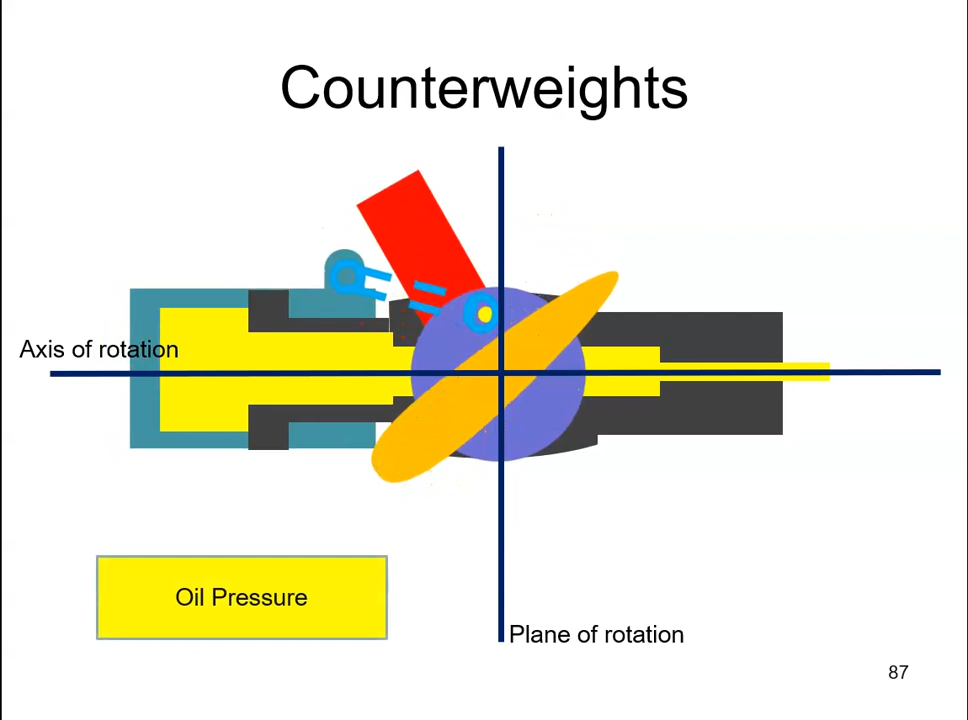 Counterweights
Axis of rotation
Oil Pressure
Plane of rotation
87